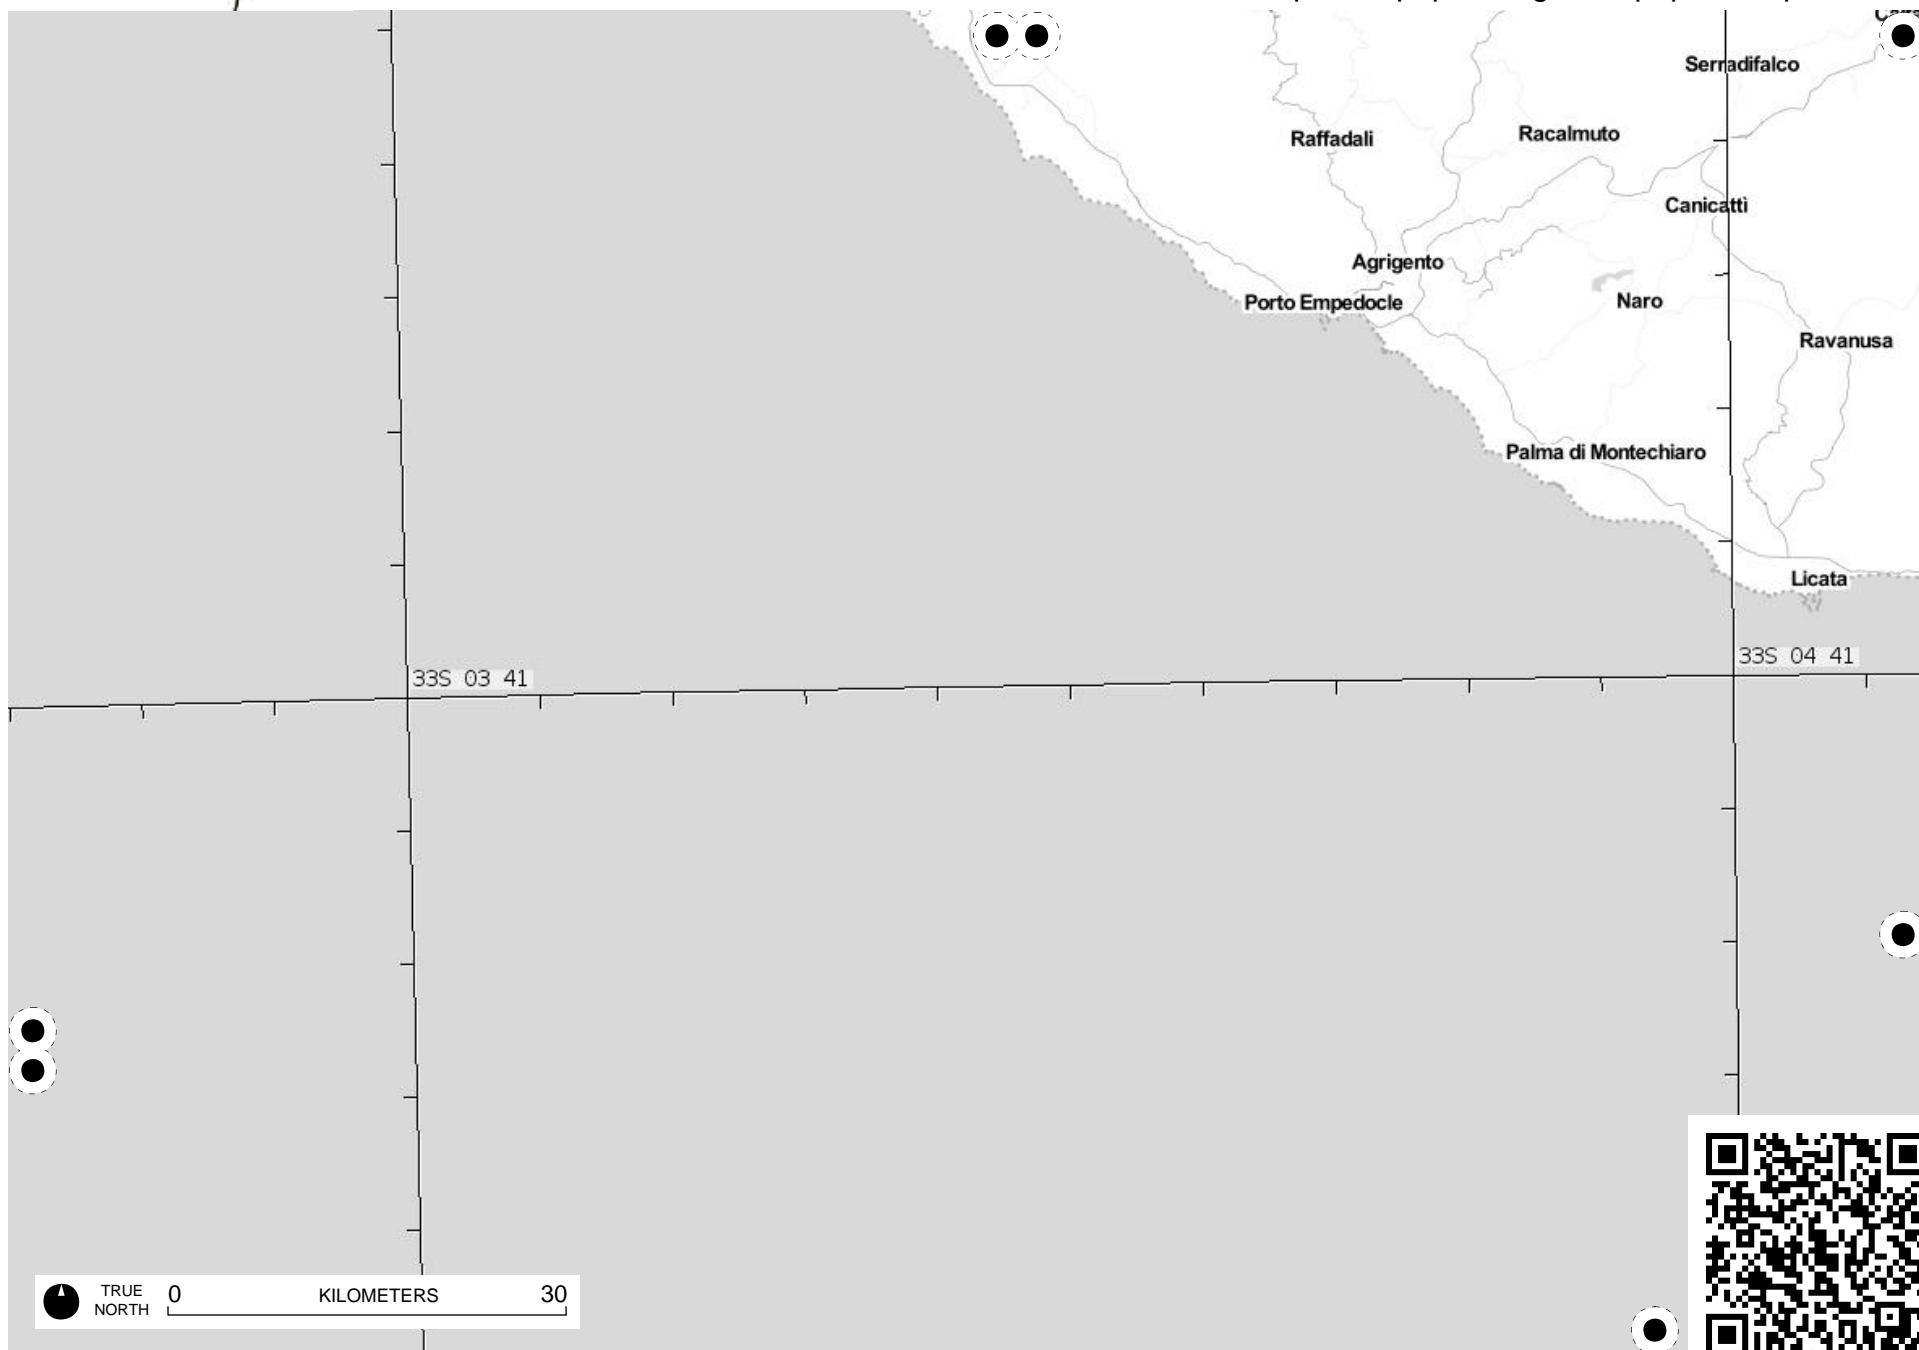 Serradifalco
Raffadali
Racalmuto
Canicattì
Agrigento
Porto Empedocle
Naro
Ravanusa
Palma di Montechiaro
Licata
33S 04 41
33S 03 41
TRUE
NORTH
0
KILOMETERS
30